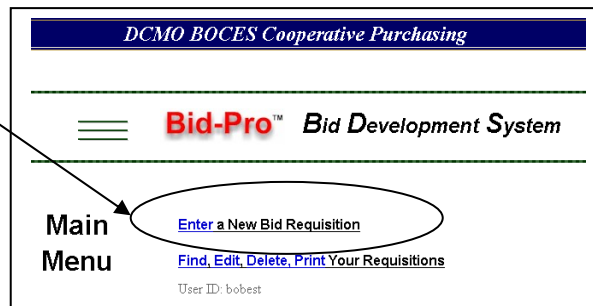 DCMO BOCES Cooperative Purchasing
Bid-Pro™ Bid Development System
Main Menu
Enter a New Bid Requisition
Find, Edit, Delete, Print Your Requisitions
User ID: bobest